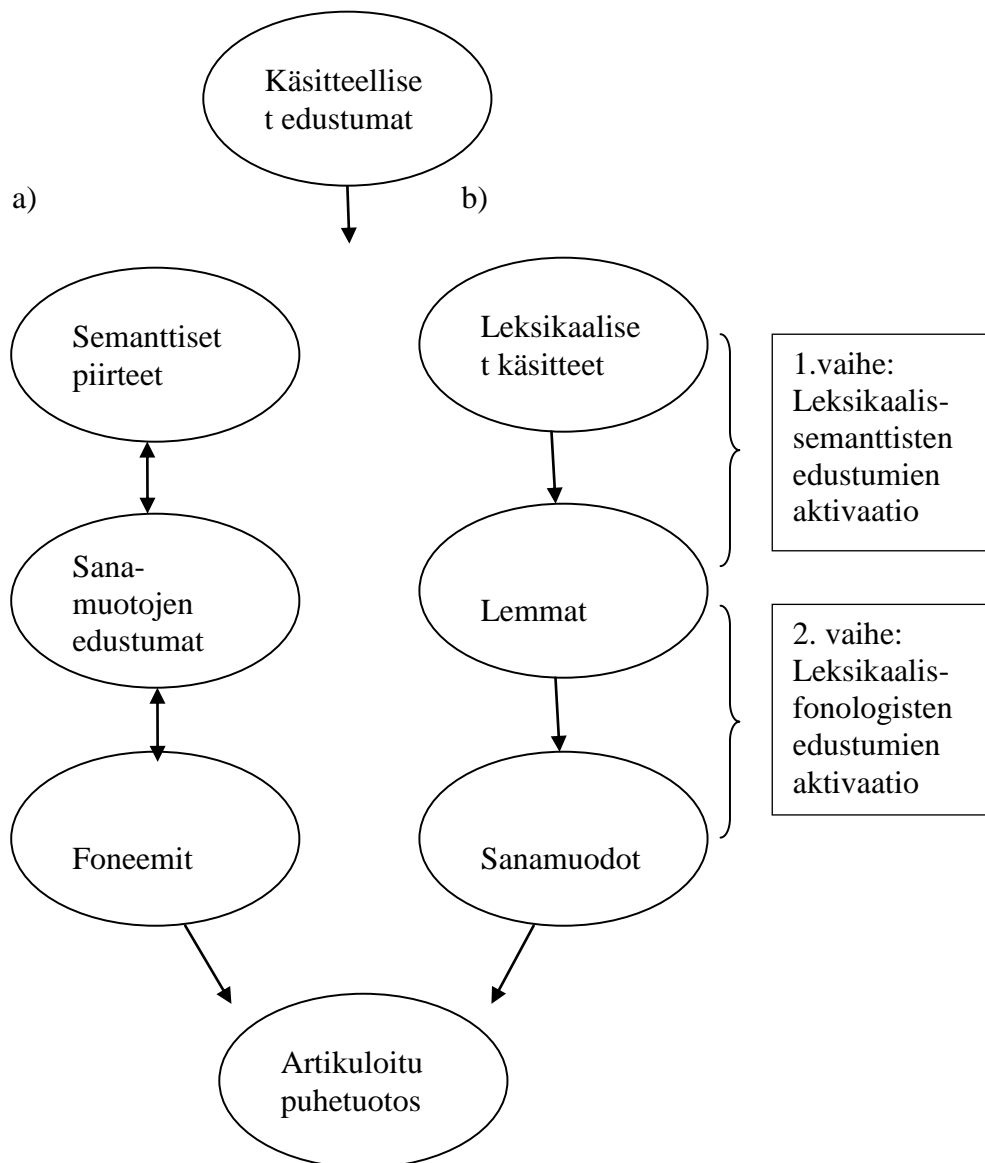 Käsitteellise
t edustumat
a)
b)
Semanttiset
piirteet
Leksikaalise
t käsitteet
1.vaihe:
Leksikaalis-
semanttisten
edustumien
aktivaatio
Sana-
muotojen
edustumat
Lemmat
2. vaihe:
Leksikaalis-
fonologisten
edustumien
aktivaatio
Foneemit
Sanamuodot
Artikuloitu
puhetuotos